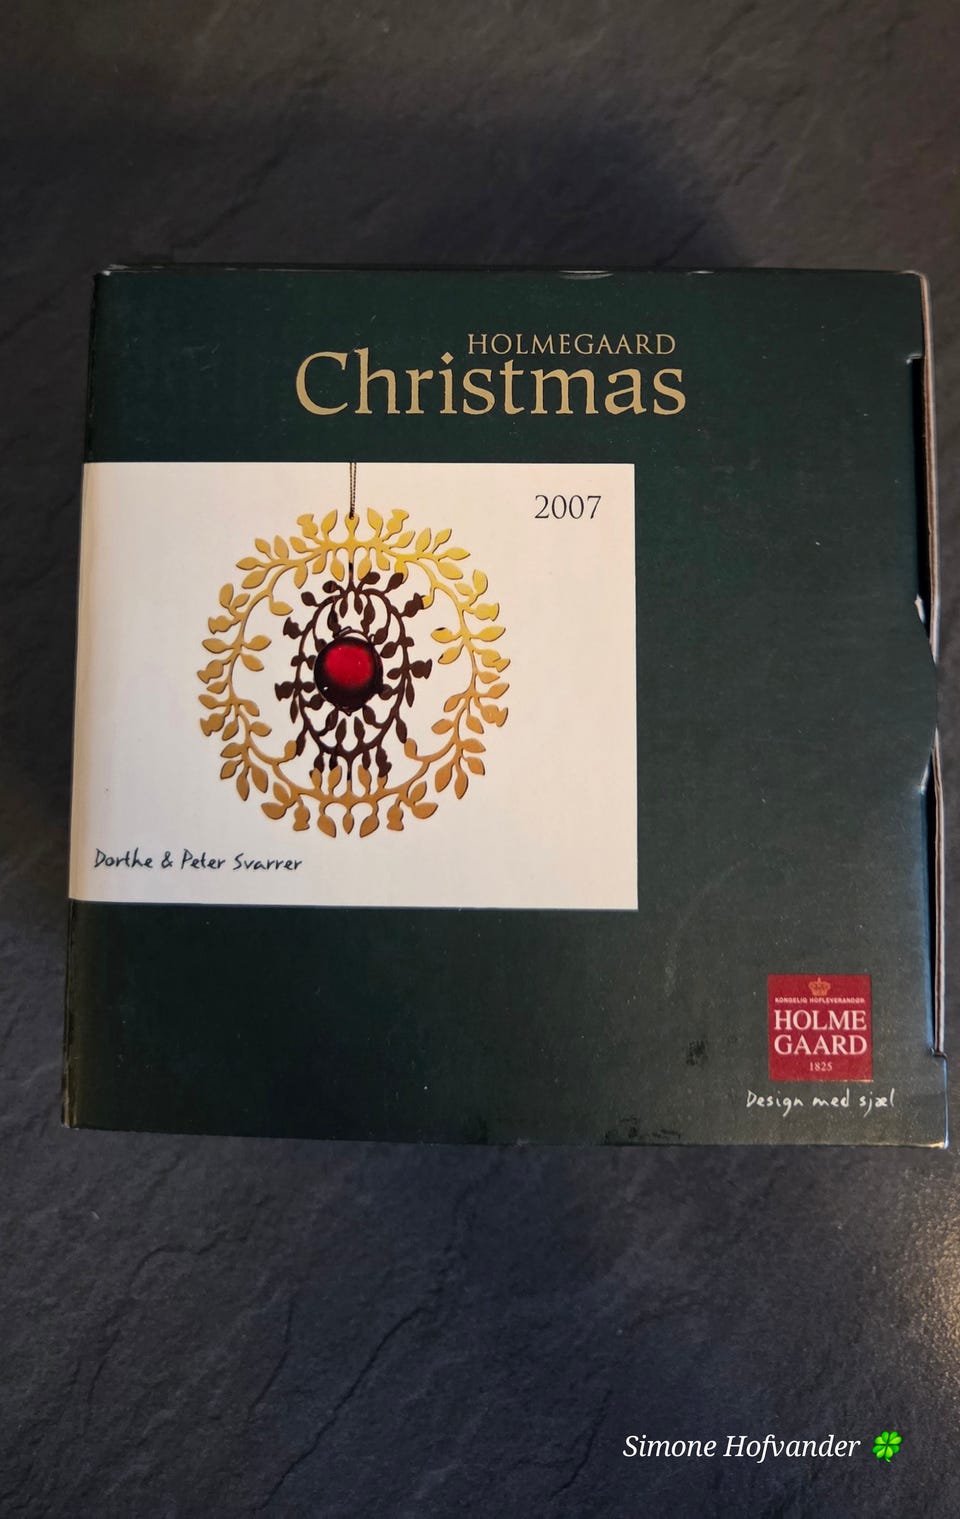 HOLMEGAARD
Christmas
2007
Dorthe & Peter Svarrer
KONGELIG HOFLEVERANDØR
HOLME
GAARD
1825
Design med sjæl
Simone Hofvander 🍀